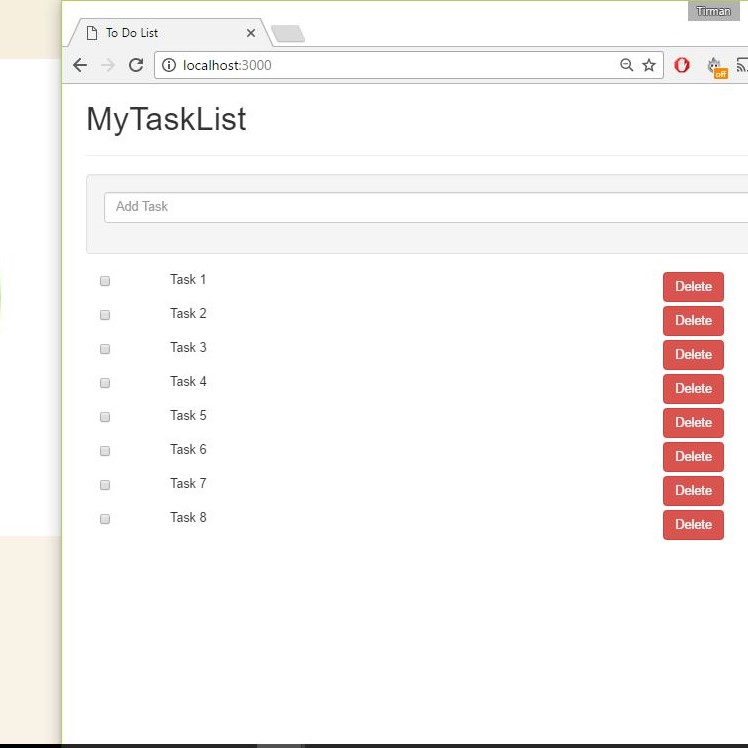 Tirman
To Do List
localhost:3000
off
MyTaskList
Add Task
Task 1 Delete
Task 2 Delete
Task 3 Delete
Task 4 Delete
Task 5 Delete
Task 6 Delete
Task 7 Delete
Task 8 Delete